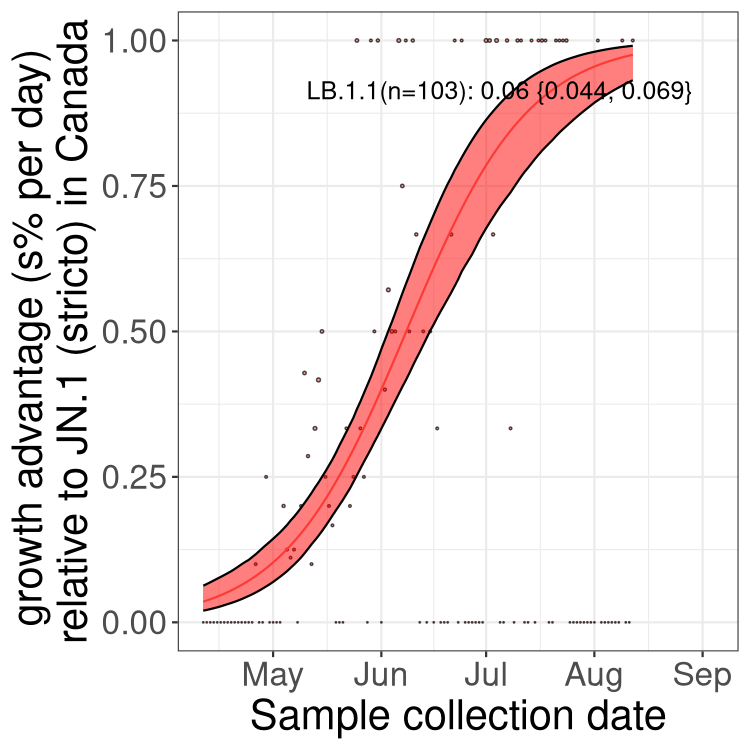 growth advantage (s% per day)
relative to JN.1 (stricto) in Canada
1.00
0.75
0.50
0.25
0.00
LB.1.1(n=103): 0.06 {0.044, 0.069}
May Jun Jul Aug Sep
Sample collection date